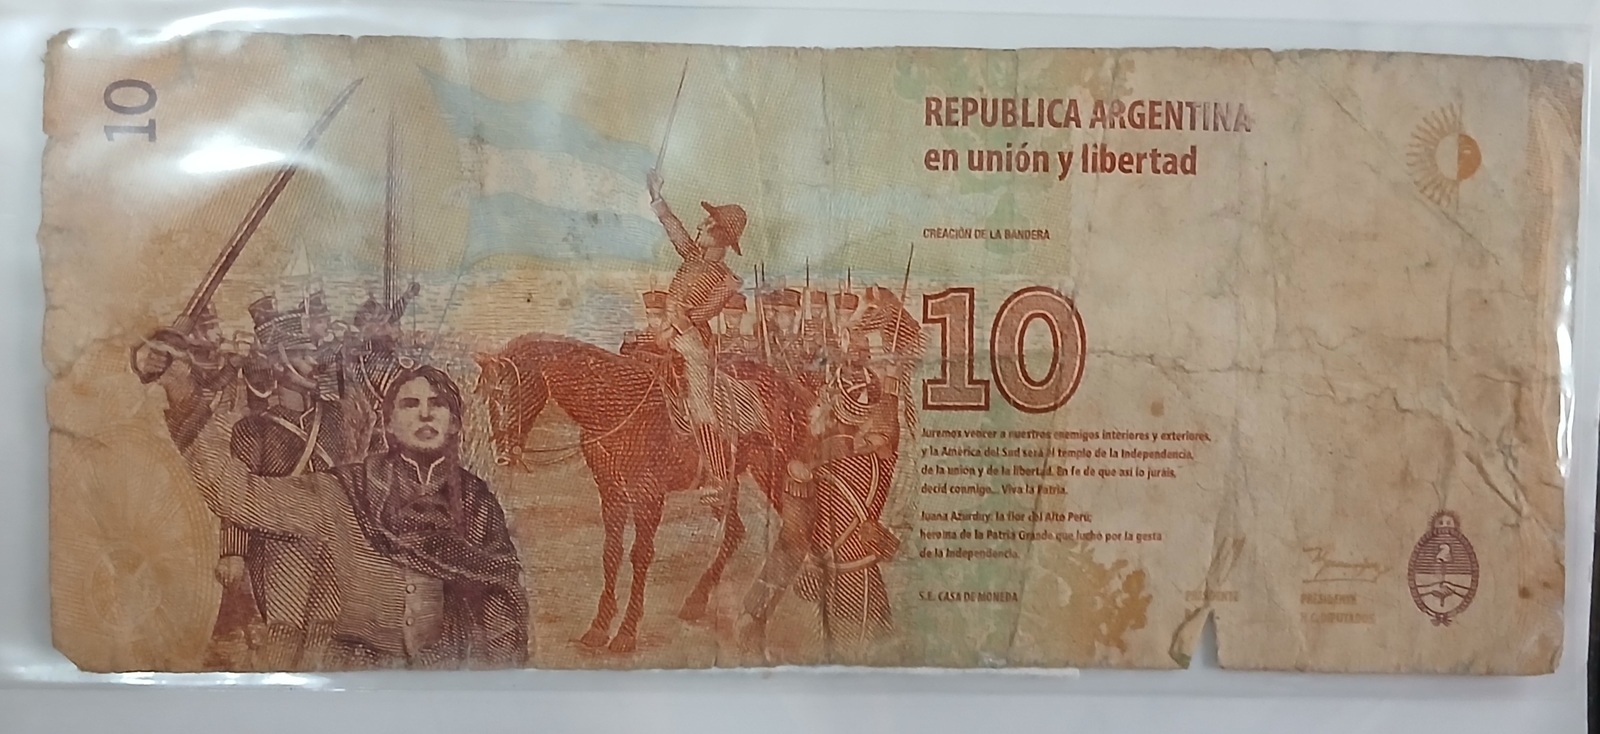 10
REPUBLICA ARGENTINA
en unión y libertad
CREACIÓN DE LA BANDERA
10
Juremos vencer a nuestros enemigos interiores y exteriores,
y la América del Sud será el templo de la Independencia,
de la unión y de la libertad. En fe de que así lo juráis,
decid conmigo... Viva la Patria.
Juana Azurduy: la flor del Alto Perú;
heroína de la Patria Grande que luchó por la gesta
de la Independencia.
S.E. CASA DE MONEDA
PRESIDENTE
PRESIDENTE
H.C. DIPUTADOS